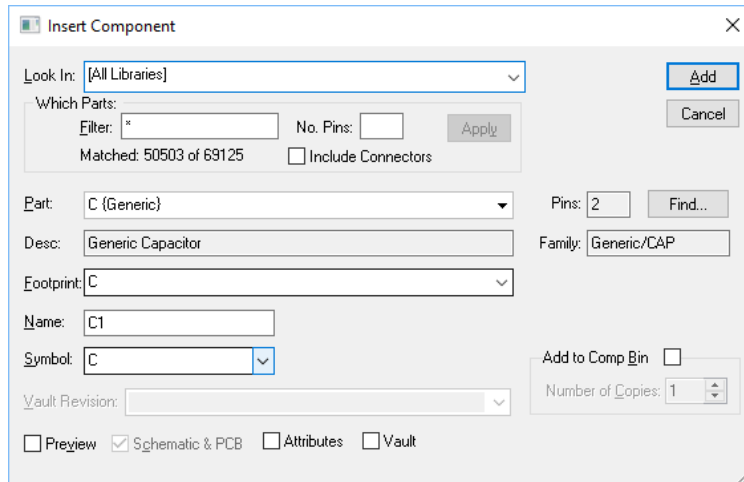 Insert Component
Look In: [All Libraries]
Add
Which Parts:
Cancel
Filter: * No. Pins: Apply
Matched: 50503 of 69125 Include Connectors
Part: C {Generic} Pins: 2 Find...
Desc: Generic Capacitor Family: Generic/CAP
Footprint: C
Name: C1
Symbol: C Add to Comp Bin
Vault Revision: Number of Copies: 1
Preview Schematic & PCB Attributes Vault